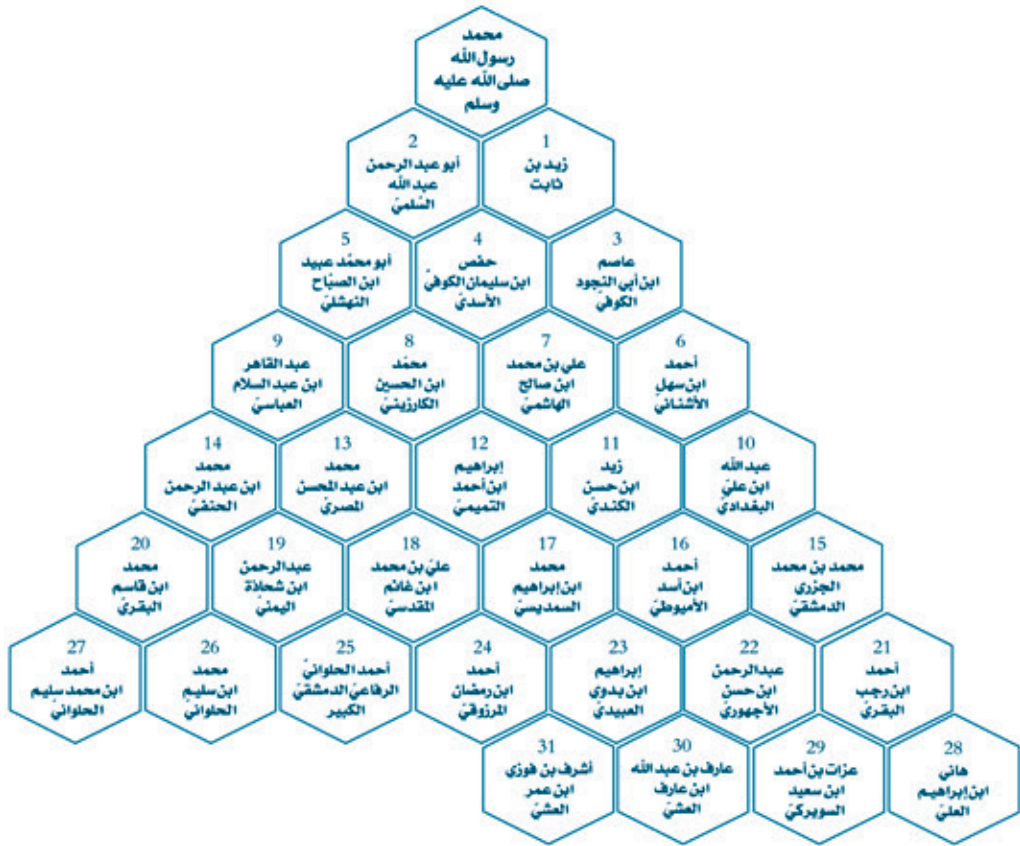 محمد
رسول الله
صلى الله عليه
وسلم
1
زيد بن
ثابت
2
أبو عبد الرحمن
عبد الله
السّلميّ
3
عاصم
ابن أبي النجود
الكوفيّ
4
حفص
ابن سليمان الكوفيّ
الأسديّ
5
أبو محمّد عبيد
ابن الصبّاح
النهشليّ
6
أحمد
ابن سهل
الأشنانيّ
7
علي بن محمد
ابن صالح
الهاشميّ
8
محمّد
ابن الحسين
الكارزينيّ
9
عبد القاهر
ابن عبد السلام
العباسيّ
10
عبد الله
ابن عليّ
البغداديّ
11
زيد
ابن حسن
الكنديّ
12
إبراهيم
ابن أحمد
التميميّ
13
محمد
ابن عبد المحسن
المصريّ
14
محمد
ابن عبد الرحمن
الحنفيّ
15
محمد بن محمد
الجزري
الدمشقيّ
16
أحمد
ابن أسد
الأميوطيّ
17
محمد
ابن إبراهيم
السمديسيّ
18
عليّ بن محمد
ابن غانم
المقدسيّ
19
عبدالرحمن
ابن شحاذة
اليمنيّ
20
محمد
ابن قاسم
البقريّ
21
أحمد
ابن رجب
البقريّ
22
عبدالرحمن
ابن حسن
الأجهوريّ
23
إبراهيم
ابن بدوي
العبيديّ
24
أحمد
ابن رمضان
المرزوقيّ
25
أحمد الحلوانيّ
الرفاعيّ الدمشقيّ
الكبير
26
محمد
ابن سليم
الحلوانيّ
27
أحمد
ابن محمد سليم
الحلوانيّ
28
هاني
ابن إبراهيم
العليّ
29
عزات بن أحمد
ابن سعيد
السويركيّ
30
عارف بن عبد الله
ابن عارف
العشيّ
31
أشرف بن فوزي
ابن عمر
العشيّ